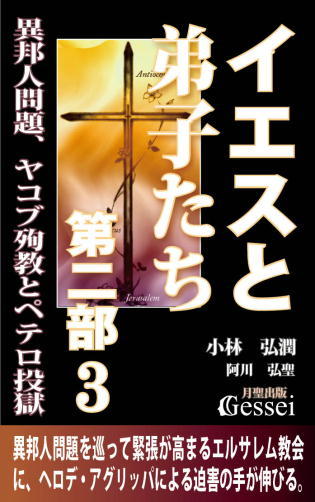 イエスと
弟子たち
第二部3
異邦人問題、ヤコブ殉教とペテロ投獄
Antioch
Jerusalem
小林 弘潤
阿川 弘聖
月聖出版
Gessei
異邦人問題を巡って緊張が高まるエルサレム教会
に、ヘロデ・アグリッパによる迫害の手が伸びる。